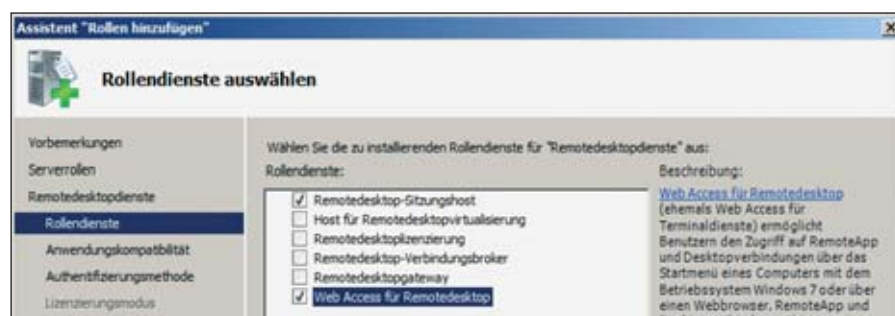 Assistent "Rollen hinzufügen"
Rollendienste auswählen
Vorbemerkungen
Serverrollen
Remotedesktopdienste
Rollendienste
Anwendungskompatibilität
Authentifizierungsmethode
Lizenzierungsmodus
Wählen Sie die zu installierenden Rollendienste für "Remotedesktopdienste" aus:
Rollendienste:
Remotedesktop-Sitzungshost
Host für Remotedesktopvirtualisierung
Remotedesktoplizenzierung
Remotedesktop-Verbindungsbroker
Remotedesktopgateway
Web Access für Remotedesktop
Beschreibung:
Web Access für Remotedesktop
(ehemals Web Access für
Terminaldienste) ermöglicht
Benutzern den Zugriff auf RemoteApp
und Desktopverbindungen über das
Startmenü eines Computers mit dem
Betriebssystem Windows 7 oder über
einen Webbrowser. RemoteApp und